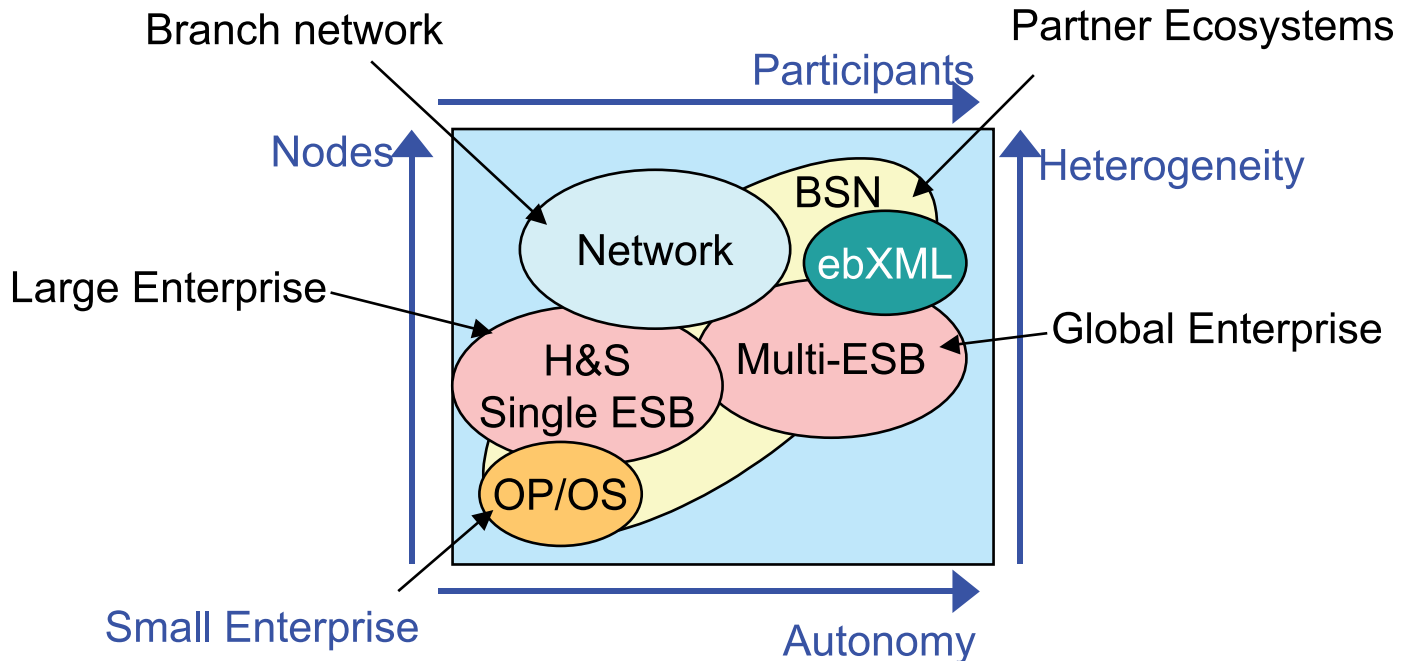 Branch network
Partner Ecosystems
Participants
Nodes
Heterogeneity
BSN
Network
ebXML
Large Enterprise
Global Enterprise
H&S
Single ESB
Multi-ESB
OP/OS
Small Enterprise
Autonomy